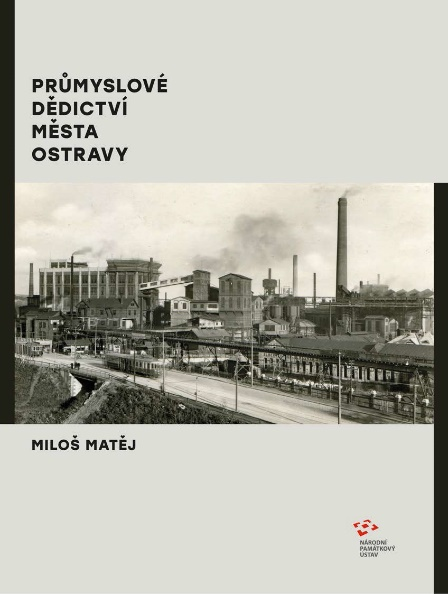 PRŮMYSLOVÉ
DĚDICTVÍ
MĚSTA
OSTRAVY
MILOŠ MATĚJ
NÁRODNÍ
PAMÁTKOVÝ
ÚSTAV